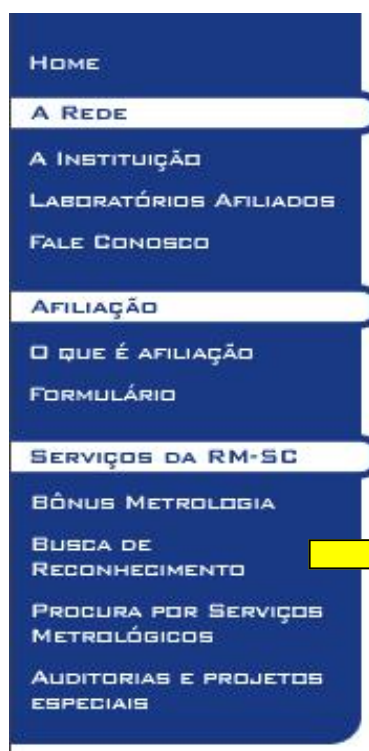 Home
A Rede
A Instituição
Laboratórios Afiliados
Fale Conosco
Afiliação
O que é afiliação
Formulário
Serviços da RM-SC
Bônus Metrologia
Busca de
Reconhecimento
Procura por Serviços
Metrológicos
Auditorias e projetos
especiais